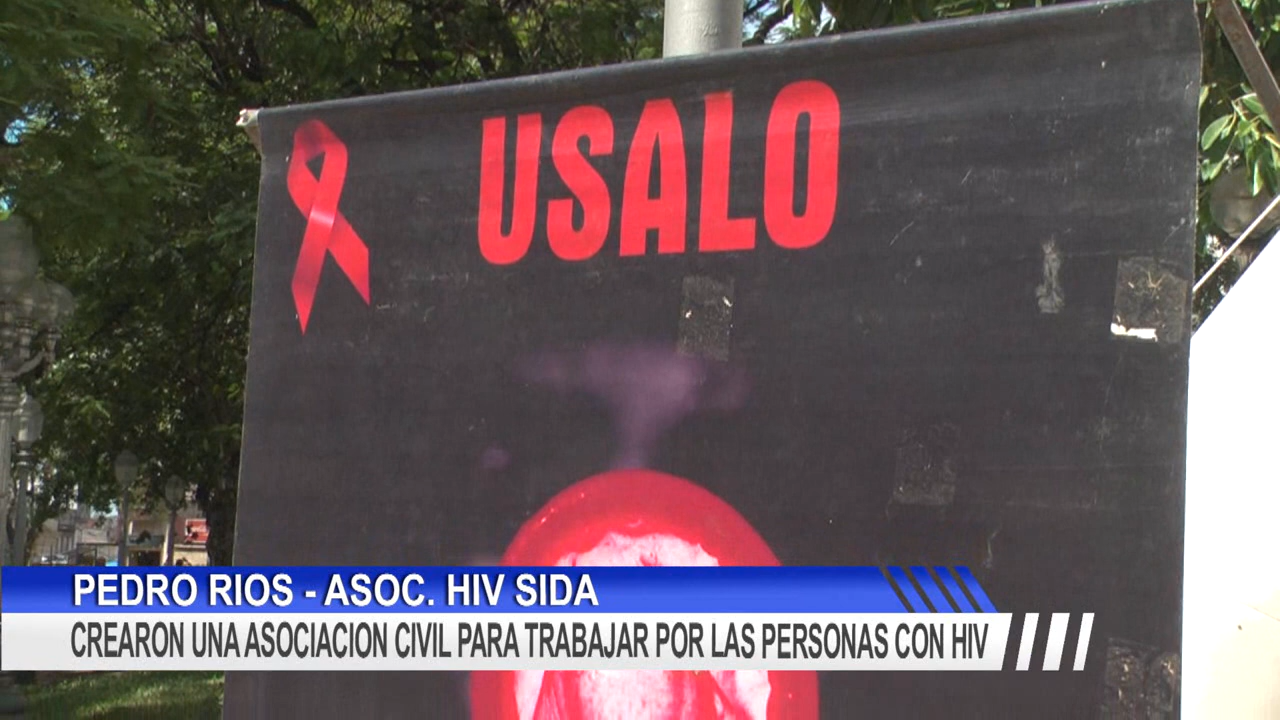 USALO
PEDRO RIOS - ASOC. HIV SIDA
CREARON UNA ASOCIACION CIVIL PARA TRABAJAR POR LAS PERSONAS CON HIV